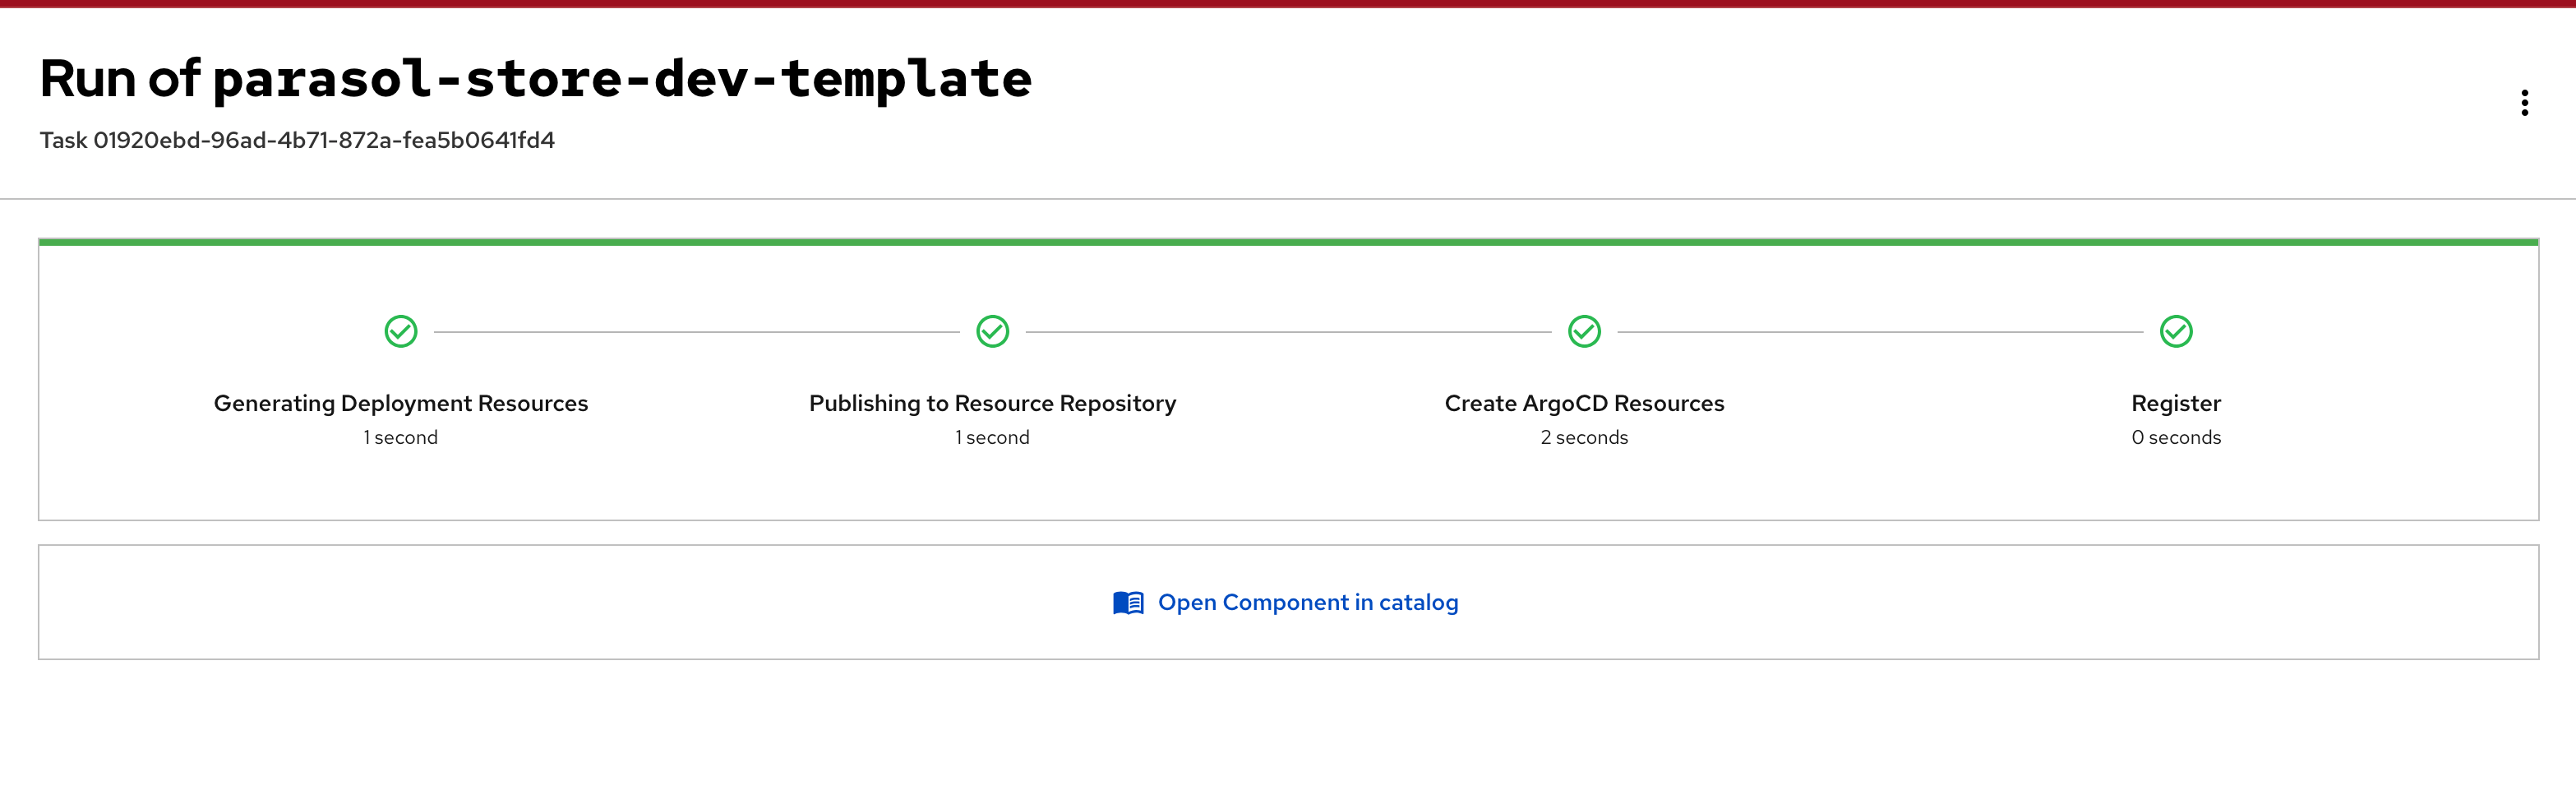 Run of parasol-store-dev-template
Task 01920ebd-96ad-4b71-872a-fea5b0641fd4
Generating Deployment Resources
1 second
Publishing to Resource Repository
1 second
Create ArgoCD Resources
2 seconds
Register
0 seconds
Open Component in catalog